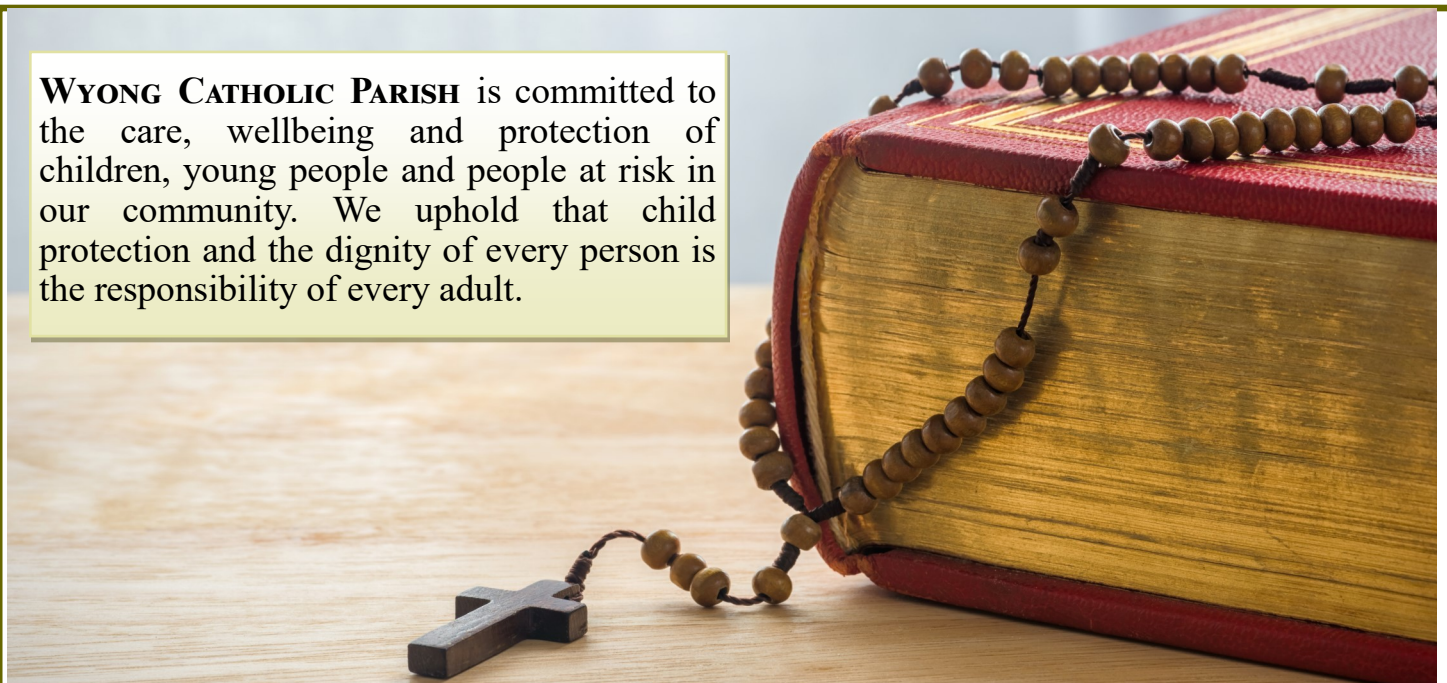 WYONG CATHOLIC PARISH is committed to
the care, wellbeing and protection of
children, young people and people at risk in
our community. We uphold that child
protection and the dignity of every person is
the responsibility of every adult.